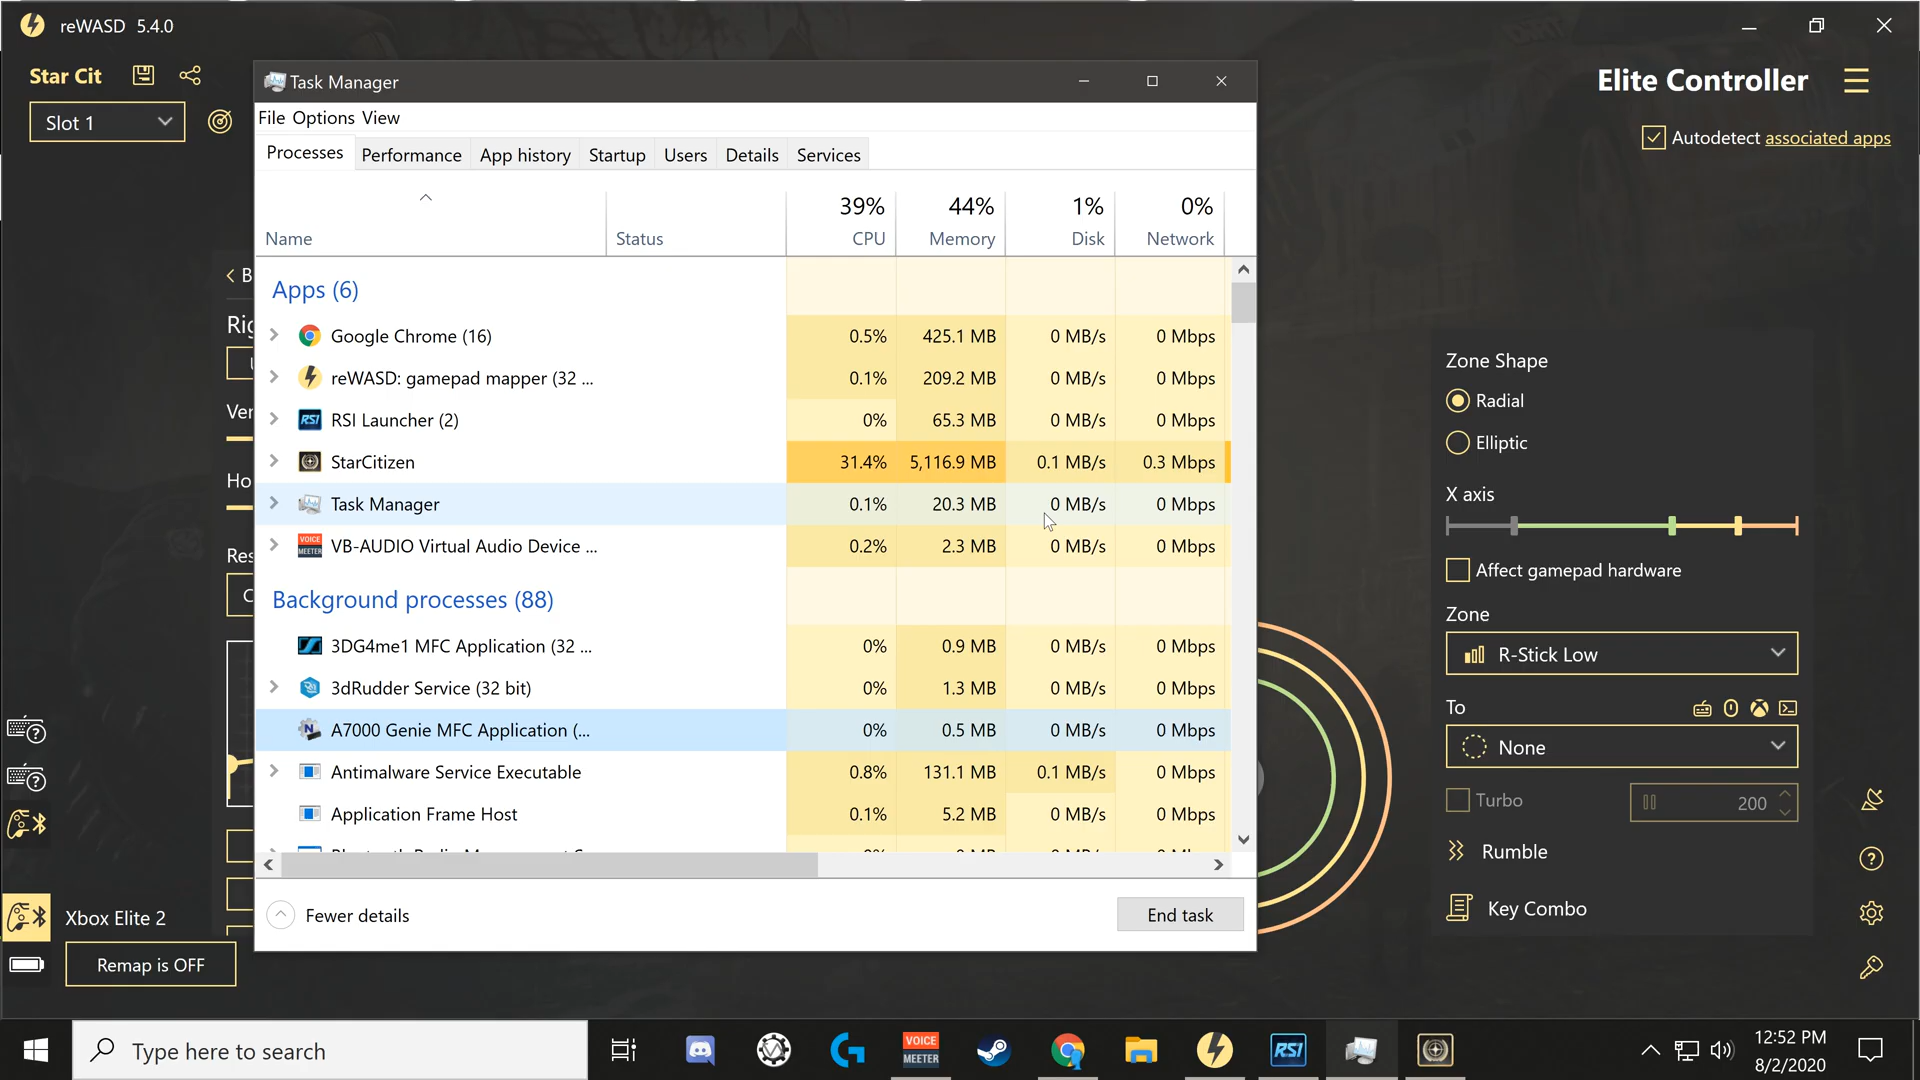 reWASD 5.4.0
Star Cit
Slot 1
Elite Controller
Autodetect associated apps
Task Manager
File Options View
Processes
Performance
App history
Startup
Users
Details
Services
39%
44%
1%
0%
Name
Status
CPU
Memory
Disk
Network
Apps (6)
Google Chrome (16) 0.5% 425.1 MB 0 MB/s 0 Mbps
reWASD: gamepad mapper (32 ... 0.1% 209.2 MB 0 MB/s 0 Mbps
RSI RSI Launcher (2) 0% 65.3 MB 0 MB/s 0 Mbps
StarCitizen 31.4% 5,116.9 MB 0.1 MB/s 0.3 Mbps
Task Manager 0.1% 20.3 MB 0 MB/s 0 Mbps
VOICE MEETER VB-AUDIO Virtual Audio Device ... 0.2% 2.3 MB 0 MB/s 0 Mbps
Background processes (88)
3DG4me1 MFC Application (32 ... 0% 0.9 MB 0 MB/s 0 Mbps
3dRudder Service (32 bit) 0% 1.3 MB 0 MB/s 0 Mbps
A7000 Genie MFC Application (... 0% 0.5 MB 0 MB/s 0 Mbps
Antimalware Service Executable 0.8% 131.1 MB 0.1 MB/s 0 Mbps
Application Frame Host 0.1% 5.2 MB 0 MB/s 0 Mbps
Fewer details
End task
B
Rig
Ver
Ho
Res
Zone Shape
Radial
Elliptic
X axis
Affect gamepad hardware
Zone
R-Stick Low
To
None
Turbo
200
Rumble
Key Combo
Xbox Elite 2
Remap is OFF
Type here to search
VOICE
MEETER
RSI
12:52 PM
8/2/2020